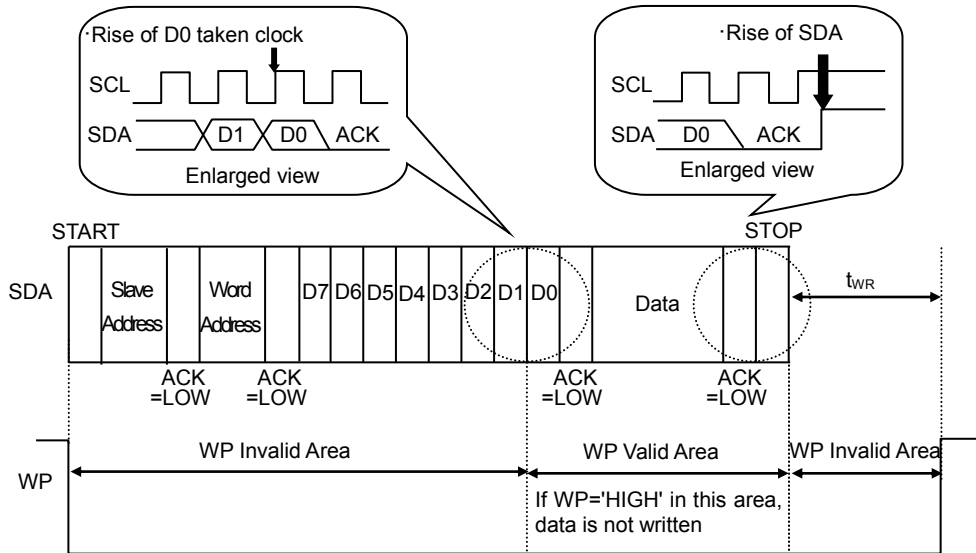 ·Rise of D0 taken clock
SCL
SDA D1 D0 ACK
Enlarged view
·Rise of SDA
SCL
SDA D0 ACK
Enlarged view
START STOP
SDA Slave Address Word Address D7 D6 D5 D4 D3 D2 D1 D0 Data tWR
ACK =LOW ACK =LOW ACK =LOW ACK =LOW
WP Invalid Area WP Valid Area WP Invalid Area
WP
If WP='HIGH' in this area,
data is not written